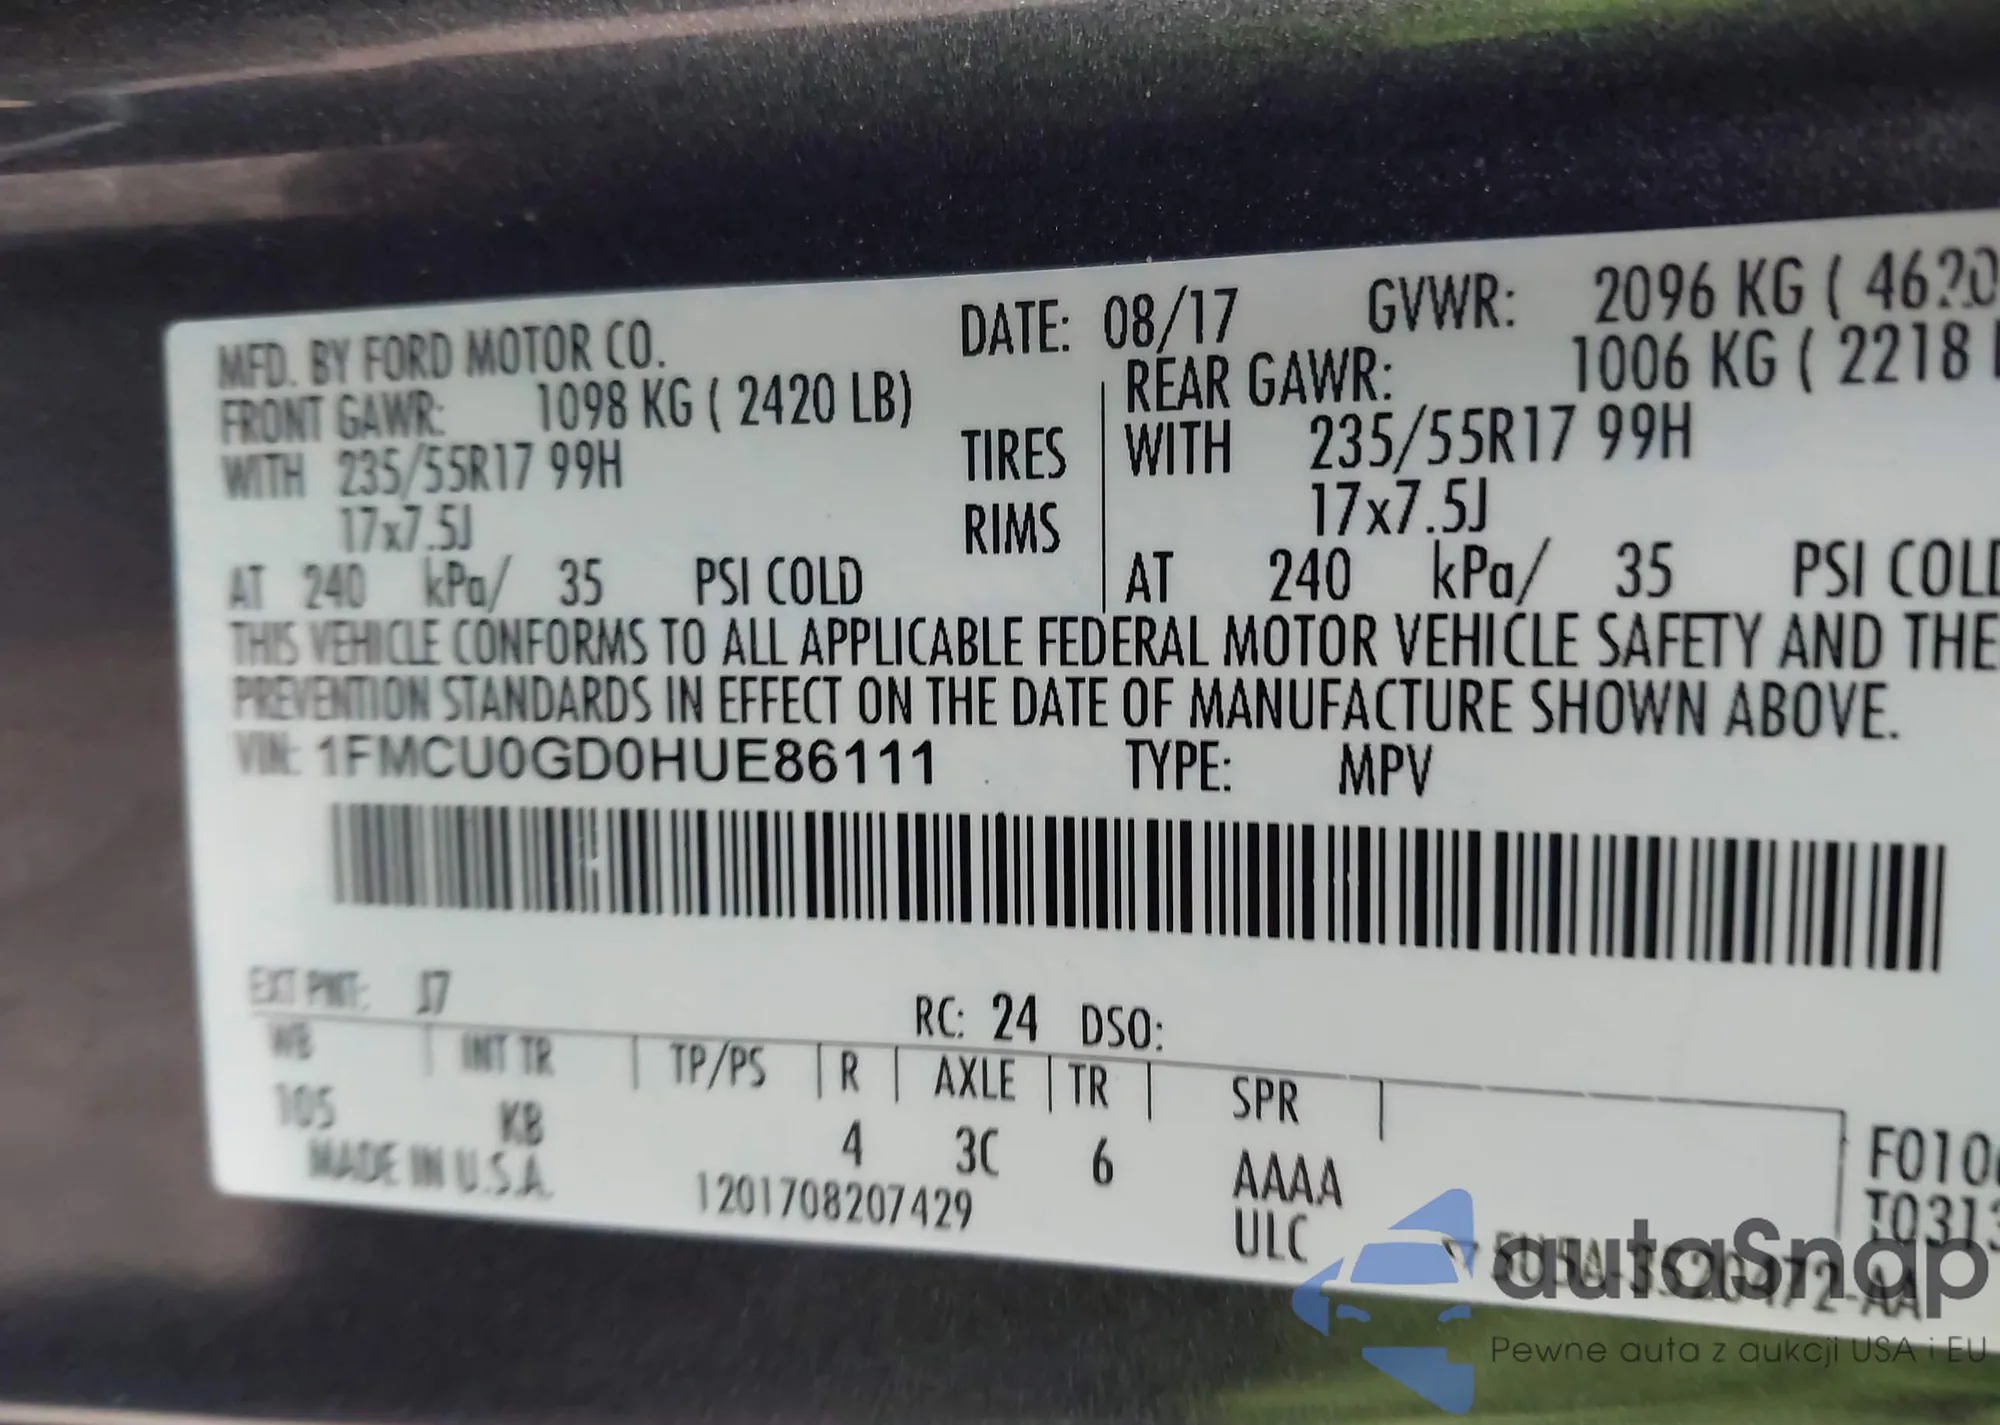 MFD. BY FORD MOTOR CO. DATE: 08/17 GVWR: 2096 KG ( 4620
FRONT GAWR: 1098 KG ( 2420 LB) REAR GAWR: 1006 KG ( 2218
WITH 235/55R17 99H TIRES WITH 235/55R17 99H
17x7.5J RIMS 17x7.5J
AT 240 kPa/ 35 PSI COLD AT 240 kPa/ 35 PSI COLD
THIS VEHICLE CONFORMS TO ALL APPLICABLE FEDERAL MOTOR VEHICLE SAFETY AND THE
PREVENTION STANDARDS IN EFFECT ON THE DATE OF MANUFACTURE SHOWN ABOVE.
VIN: 1FMCU0GD0HUE86111 TYPE: MPV
EXT PNT: J7 RC: 24 DSO:
WB INT TR TP/PS R AXLE TR SPR
105 KB 4 3C 6 AAAA
MADE IN U.S.A. 1201708207429 ULC
F010
T0313
autaSnap
Pewne auta z aukcji USA i EU